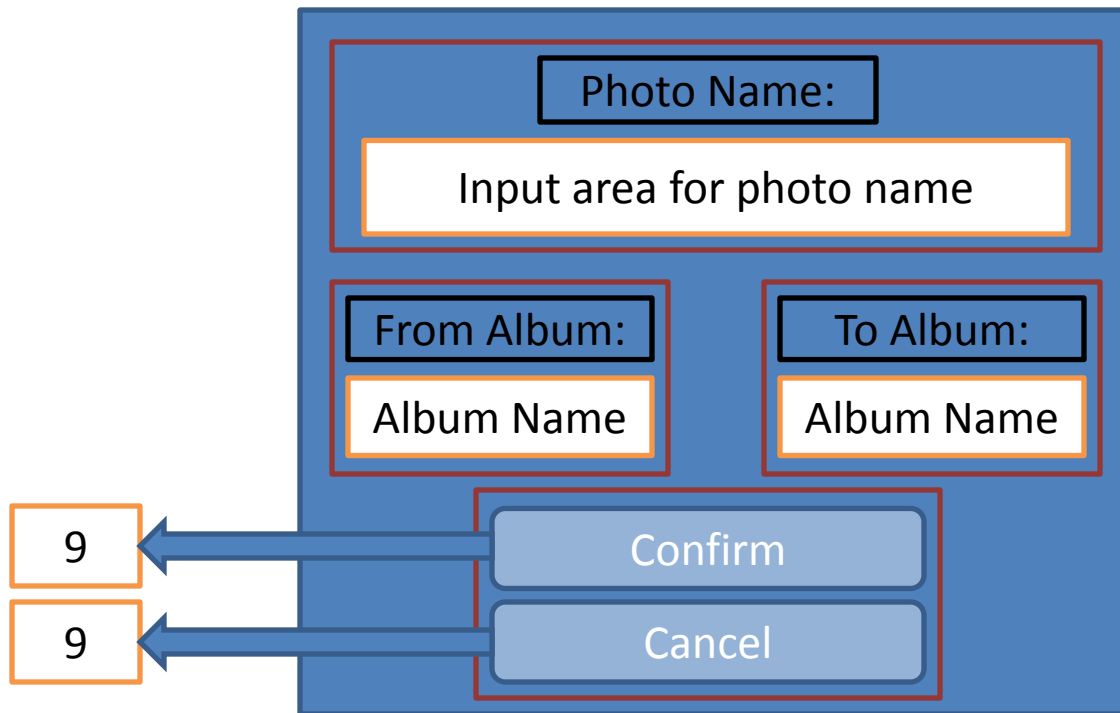 Photo Name:
Input area for photo name
From Album:
To Album:
Album Name
Album Name
9
Confirm
9
Cancel